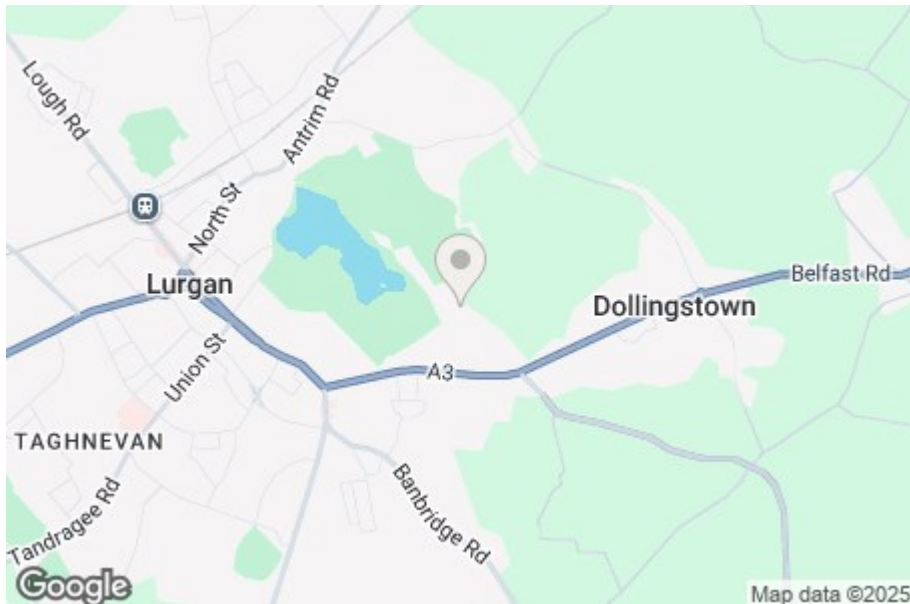 Lough Rd
Antrim Rd
North St
Lurgan
Belfast Rd
Dollingstown
Union St
A3
TAGHNEVAN
Banbridge Rd
Tandragee Rd
Google
Map data ©2025